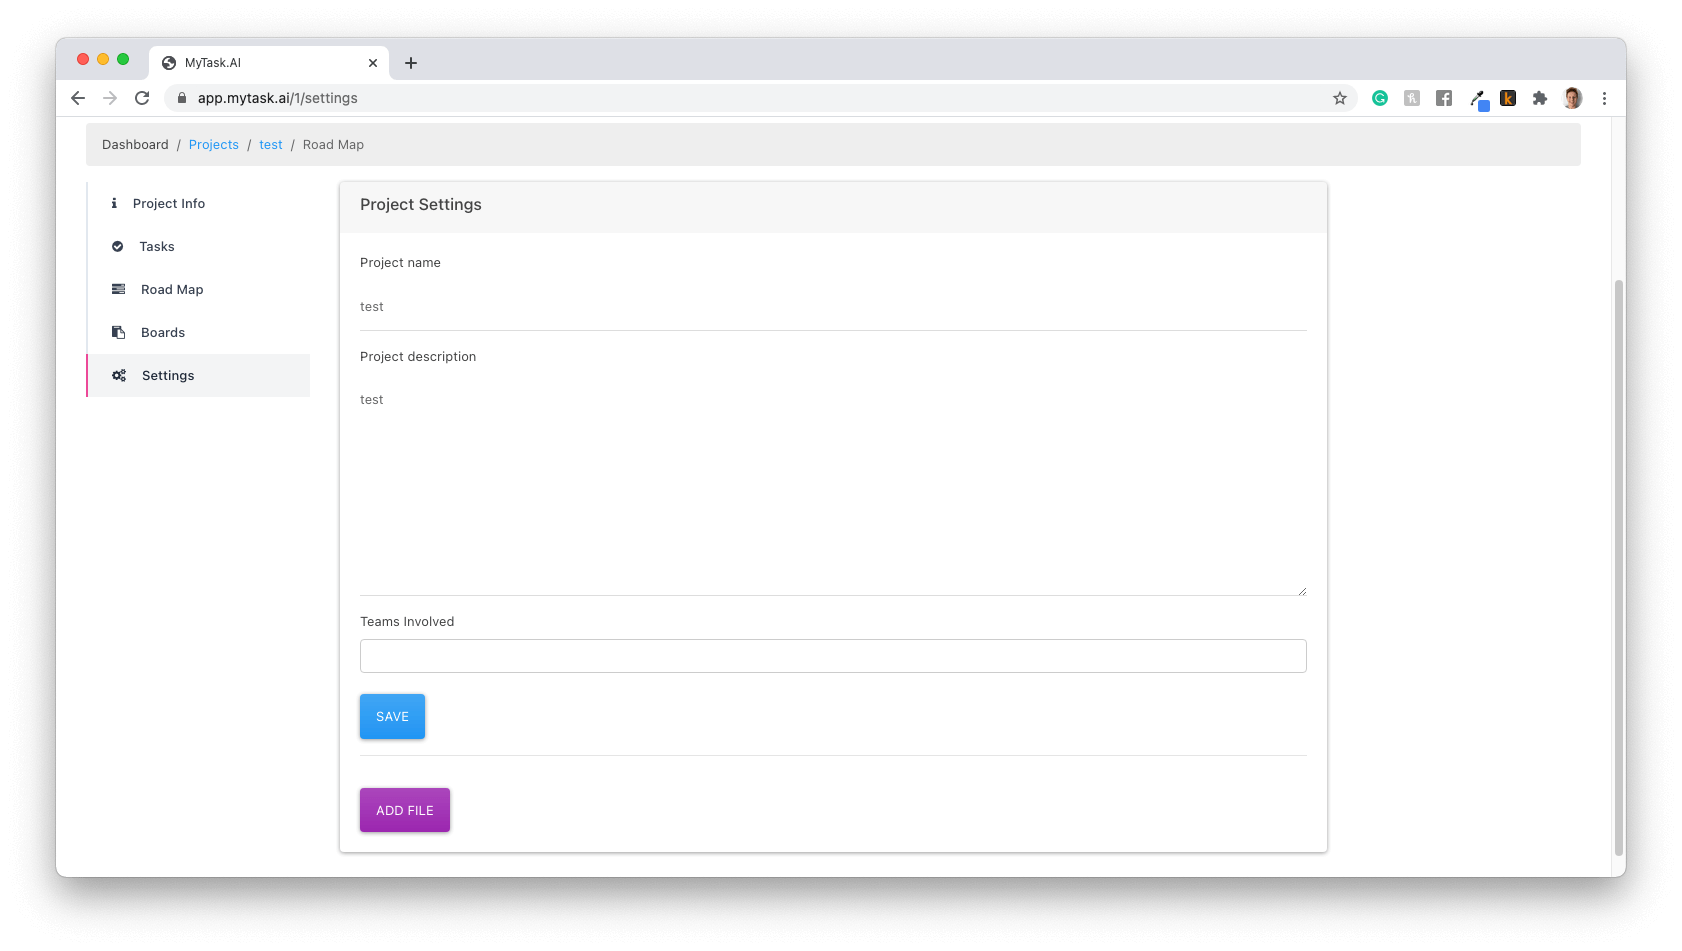 MyTask.AI
app.mytask.ai/1/settings
Dashboard / Projects / test / Road Map
Project Info
Tasks
Road Map
Boards
Settings
Project Settings
Project name
test
Project description
test
Teams Involved
SAVE
ADD FILE